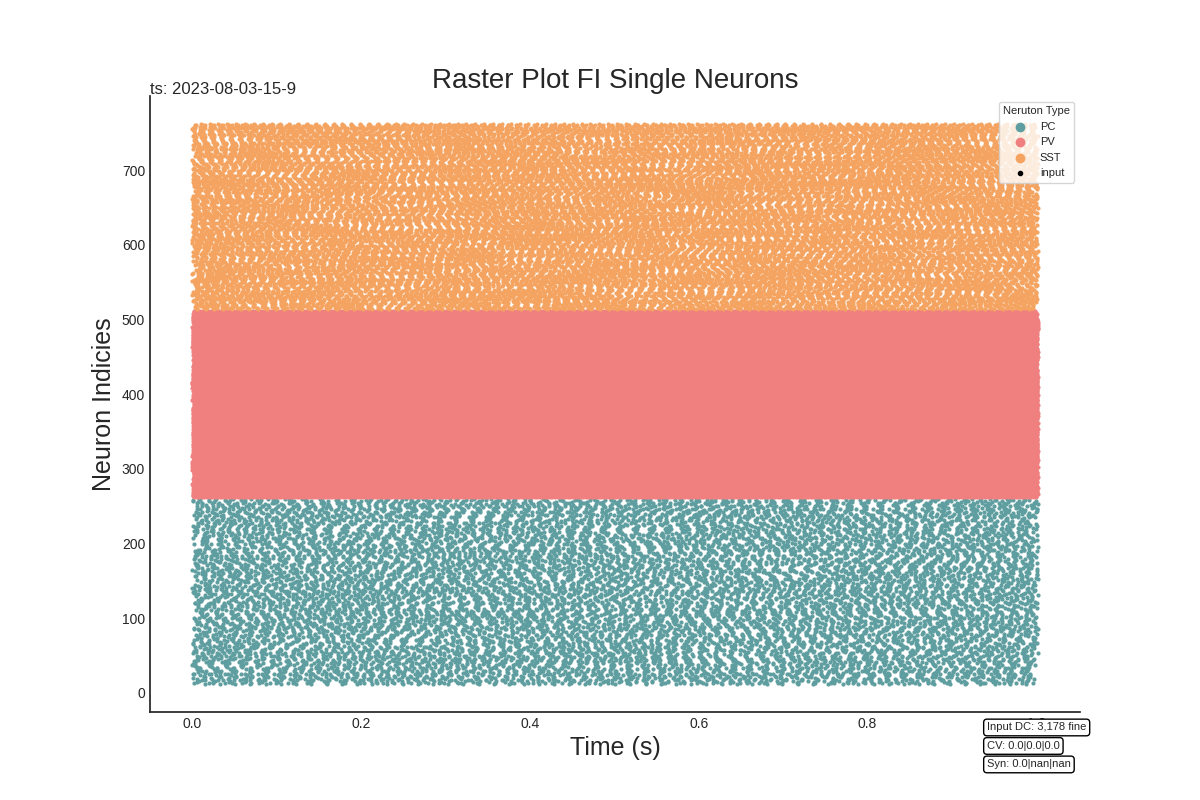 Raster Plot FI Single Neurons
ts: 2023-08-03-15-9
Neruton Type
PC
PV
SST
input
700
600
500
400
300
200
100
0
Neuron Indicies
0.0 0.2 0.4 0.6 0.8
Time (s)
Input DC: 3,178 fine
CV: 0.0|0.0|0.0
Syn: 0.0|nan|nan